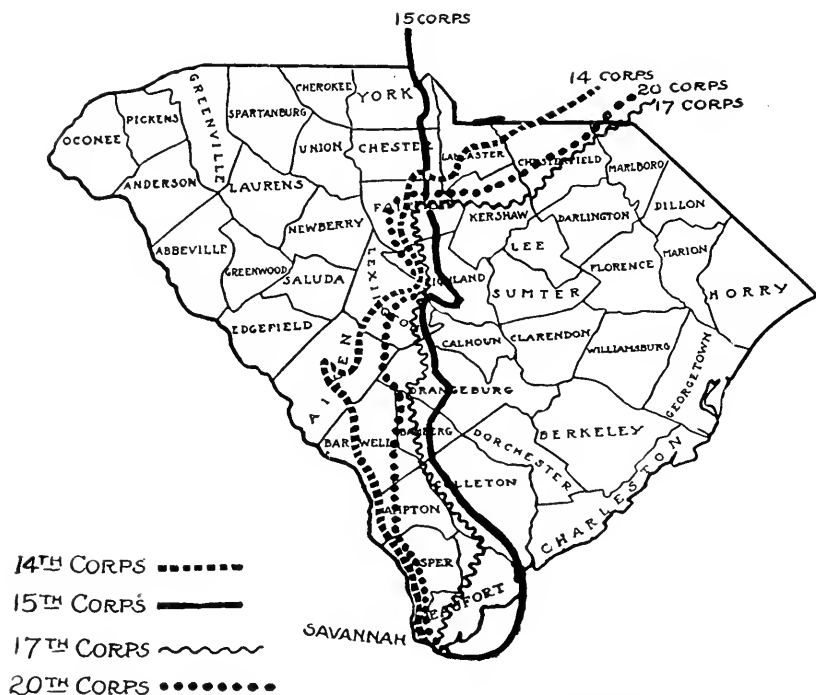 15 CORPS
14 CORPS
20 CORPS
17 CORPS
OCONEE
PICKENS
GREENVILLE
SPARTANBURG
CHEROKEE
YORK
UNION
CHESTER
LANCASTER
CHESTERFIELD
MARLBORO
ANDERSON
LAURENS
DARLINGTON
DILLON
KERSHAW
ABBEVILLE
NEWBERRY
LEE
MARION
GREENWOOD
SALUDA
LEXINGTON
SUMTER
FLORENCE
HORRY
EDGEFIELD
AIKEN
CALHOUN
CLARENDON
WILLIAMSBURG
GEORGETOWN
ORANGEBURG
BARNWELL
BAMBERG
DORCHESTER
BERKELEY
CHARLESTON
14TH CORPS
15TH CORPS
17TH CORPS
20TH CORPS
SAVANNAH